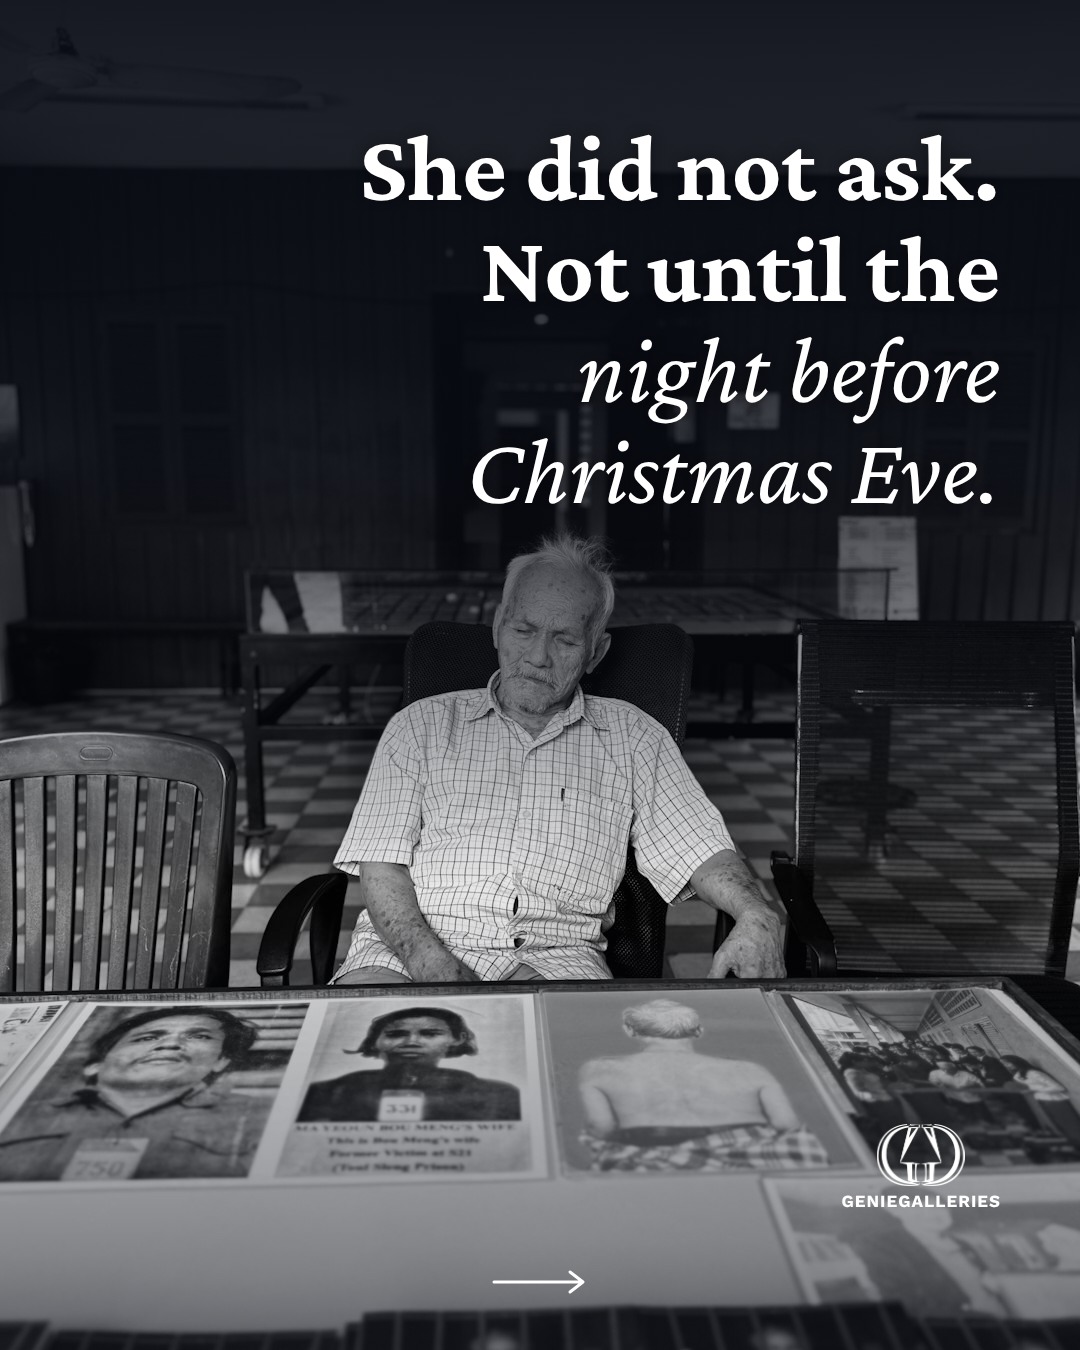 She did not ask.
Not until the
night before
Christmas Eve.
750
331
MA YEOUN BOU MENG'S WIFE
This is Bou Meng's wife
Former Victim at S21
(Toul Sleng Prison)
GENIEGALLERIES